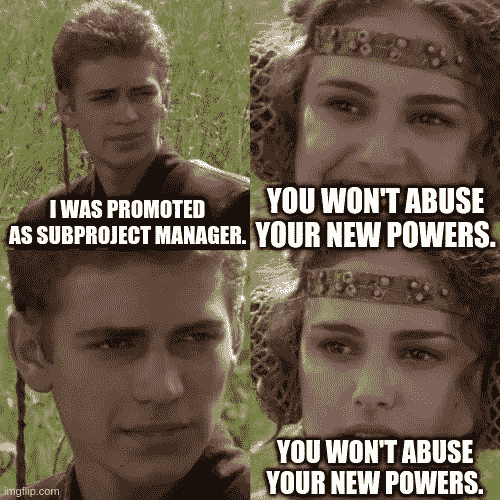 I WAS PROMOTED
AS SUBPROJECT MANAGER.
YOU WON'T ABUSE
YOUR NEW POWERS.
YOU WON'T ABUSE
YOUR NEW POWERS.
imgflip.com